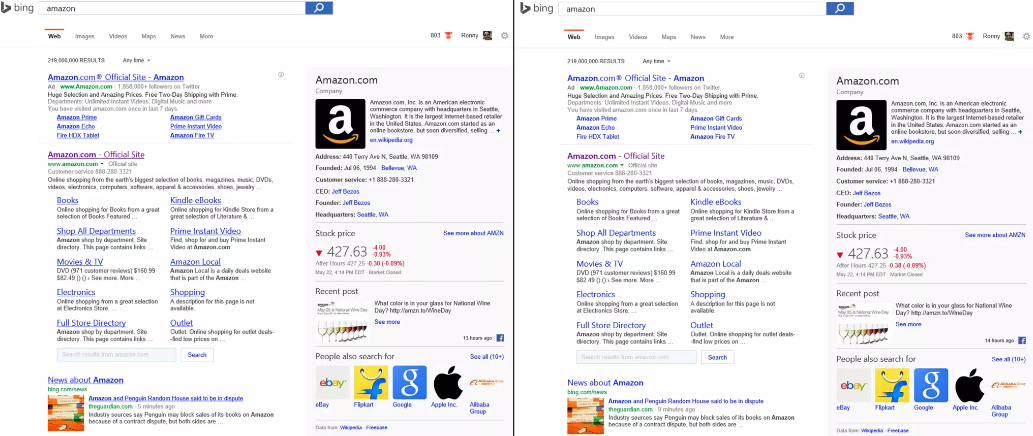 bing
amazon
Web Images Videos Maps News More
803 Ronny
219,000,000 RESULTS Any time
Amazon.com® Official Site - Amazon
Ad · www.Amazon.com · 1,858,000+ followers on Twitter
Huge Selection and Amazing Prices. Free Two-Day Shipping with Prime.
Departments: Unlimited Instant Videos, Digital Music and more
You have visited amazon.com once in last 7 days.
Amazon Prime Amazon Gift Cards
Amazon Echo Prime Instant Video
Fire HDX Tablet Amazon Fire TV
Amazon.com - Official Site
www.amazon.com Official site
Customer service 888-280-3321
Online shopping from the earth's biggest selection of books, magazines, music, DVDs,
videos, electronics, computers, software, apparel & accessories, shoes, jewelry ...
Books Kindle eBooks
Online shopping for Books from a Online shopping for Kindle Store from a
great selection of Books Featured ... great selection of Literature & ...
Shop All Departments Prime Instant Video
Amazon shop by department. Site Find, shop for and buy Prime Instant
directory. This page contains links ... Video at Amazon.com
Movies & TV Amazon Local
DVD (971 customer reviews) $160.99 Amazon Local is a daily deals website
$82.49 () () › See more. More ... that is part of the Amazon ...
Electronics Shopping
Online shopping from a great selection A description for this page is not
at Electronics Store. ... available.
Full Store Directory Outlet
Amazon shop by department. Site Outlet. Online shopping for outlet deals-
directory. This page contains links ... -find low prices on ...
Search results from amazon.com Search
News about Amazon
bing.com/news
Amazon and Penguin Random House said to be in dispute
theguardian.com · 5 minutes ago
Industry sources say Penguin may block sales of its books on Amazon
because of a contract dispute, but both sides are ...
Amazon.com
Company
Amazon.com, Inc. is an American electronic
commerce company with headquarters in Seattle,
Washington. It is the largest Internet-based retailer
in the United States. Amazon.com started as an
online bookstore, but soon diversified, selling ... +
en.wikipedia.org
Address: 440 Terry Ave N, Seattle, WA 98109
Founded: Jul 06, 1994 · Bellevue, WA
Customer service: +1 888-280-3321
CEO: Jeff Bezos
Founder: Jeff Bezos
Headquarters: Seattle, WA
Stock price See more about AMZN
427.63 -4.00
-0.93%
After Hours 427.25 -0.38 (-0.09%)
May 22, 4:14 PM EDT · Market Closed
Recent post
What color is in your glass for National Wine
Day? http://amzn.to/WineDay
See more
13 hours ago
People also search for See all (10+)
ebay
Alibaba Group
eBay Flipkart Google Apple Inc. Alibaba
Group
Data from: Wikipedia · Freebase
bing
amazon
Web Images Videos Maps News More
803 Ronny
219,000,000 RESULTS Any time
Amazon.com® Official Site - Amazon
Ad · www.Amazon.com · 1,858,000+ followers on Twitter
Huge Selection and Amazing Prices. Free Two-Day Shipping with Prime.
Departments: Unlimited Instant Videos, Digital Music and more
You have visited amazon.com once in last 7 days.
Amazon Prime Amazon Gift Cards
Amazon Echo Prime Instant Video
Fire HDX Tablet Amazon Fire TV
Amazon.com - Official Site
www.amazon.com Official site
Customer service 888-280-3321
Online shopping from the earth's biggest selection of books, magazines, music, DVDs,
videos, electronics, computers, software, apparel & accessories, shoes, jewelry ...
Books Kindle eBooks
Online shopping for Books from a great Online shopping for Kindle Store from a
selection of Books Featured ... great selection of Literature & ...
Shop All Departments Prime Instant Video
Amazon shop by department. Site Find, shop for and buy Prime Instant
directory. This page contains links ... Video at Amazon.com
Movies & TV Amazon Local
DVD (971 customer reviews) $160.99 Amazon Local is a daily deals website
$82.49 () () › See more. More ... that is part of the Amazon ...
Electronics Shopping
Online shopping from a great selection A description for this page is not
at Electronics Store. ... available.
Full Store Directory Outlet
Amazon shop by department. Site Outlet. Online shopping for outlet deals-
directory. This page contains links ... -find low prices on ...
Search results from amazon.com Search
News about Amazon
bing.com/news
Amazon and Penguin Random House said to be in dispute
theguardian.com · 9 minutes ago
Industry sources say Penguin may block sales of its books on Amazon
because of a contract dispute, but both sides are ...
Amazon.com
Company
Amazon.com, Inc. is an American electronic
commerce company with headquarters in Seattle,
Washington. It is the largest Internet-based retailer
in the United States. Amazon.com started as an
online bookstore, but soon diversified, selling ... +
en.wikipedia.org
Address: 440 Terry Ave N, Seattle, WA 98109
Founded: Jul 06, 1994 · Bellevue, WA
Customer service: +1 888-280-3321
CEO: Jeff Bezos
Founder: Jeff Bezos
Headquarters: Seattle, WA
Stock price See more about AMZN
427.63 -4.00
-0.93%
After Hours 427.25 -0.38 (-0.09%)
May 22, 4:14 PM EDT · Market Closed
Recent post
What color is in your glass for National Wine
Day? http://amzn.to/WineDay
See more
14 hours ago
People also search for See all (10+)
ebay
eBay Flipkart Google Apple Inc. Alibaba
Group
Data from: Wikipedia · Freebase